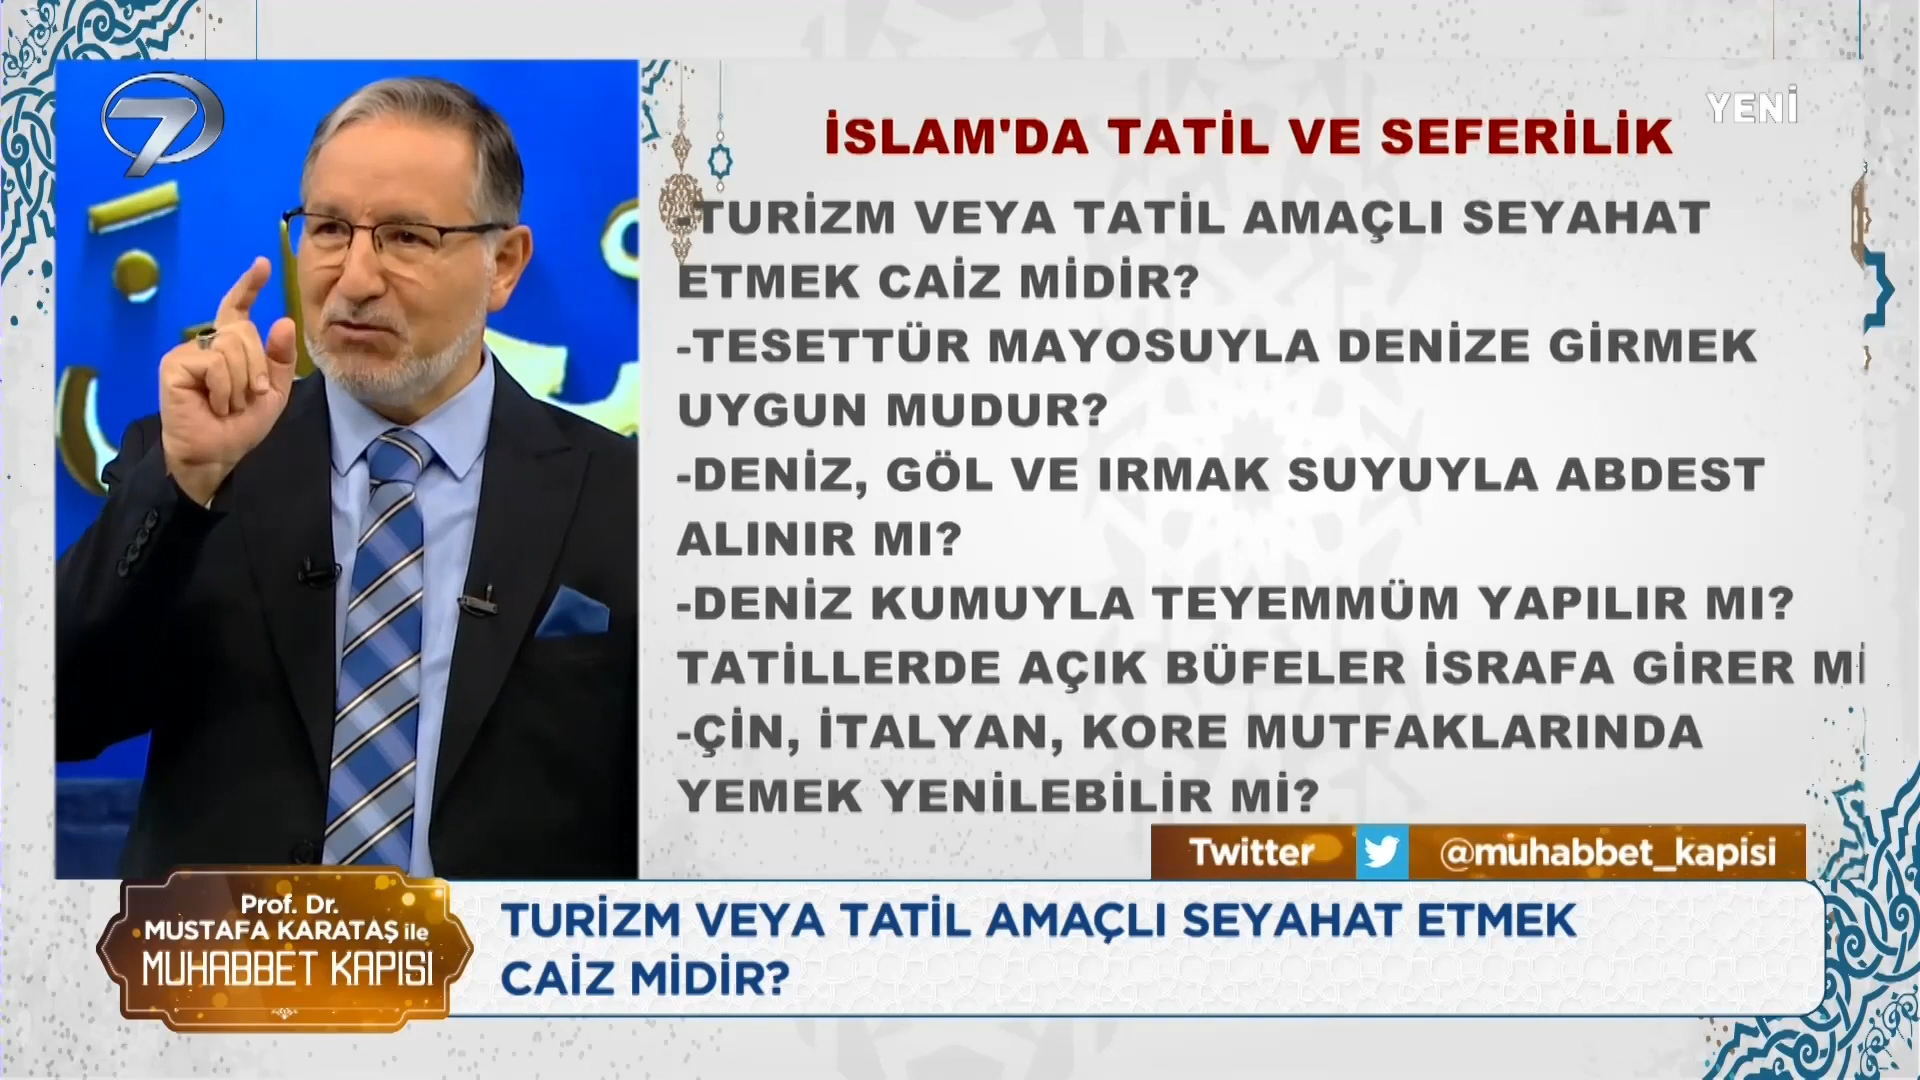 7
YENİ
İSLAM'DA TATİL VE SEFERİLİK
-TURİZM VEYA TATİL AMAÇLI SEYAHAT
ETMEK CAİZ MİDİR?
-TESETTÜR MAYOSUYLA DENİZE GİRMEK
UYGUN MUDUR?
-DENİZ, GÖL VE IRMAK SUYUYLA ABDEST
ALINIR MI?
-DENİZ KUMUYLA TEYEMMÜM YAPILIR MI?
TATİLLERDE AÇIK BÜFELER İSRAFA GİRER Mİ
-ÇİN, İTALYAN, KORE MUTFAKLARINDA
YEMEK YENİLEBİLİR Mİ?
Twitter @muhabbet_kapisi
Prof. Dr.
MUSTAFA KARATAŞ ile
MUHABBET KAPISI
TURİZM VEYA TATİL AMAÇLI SEYAHAT ETMEK
CAİZ MİDİR?